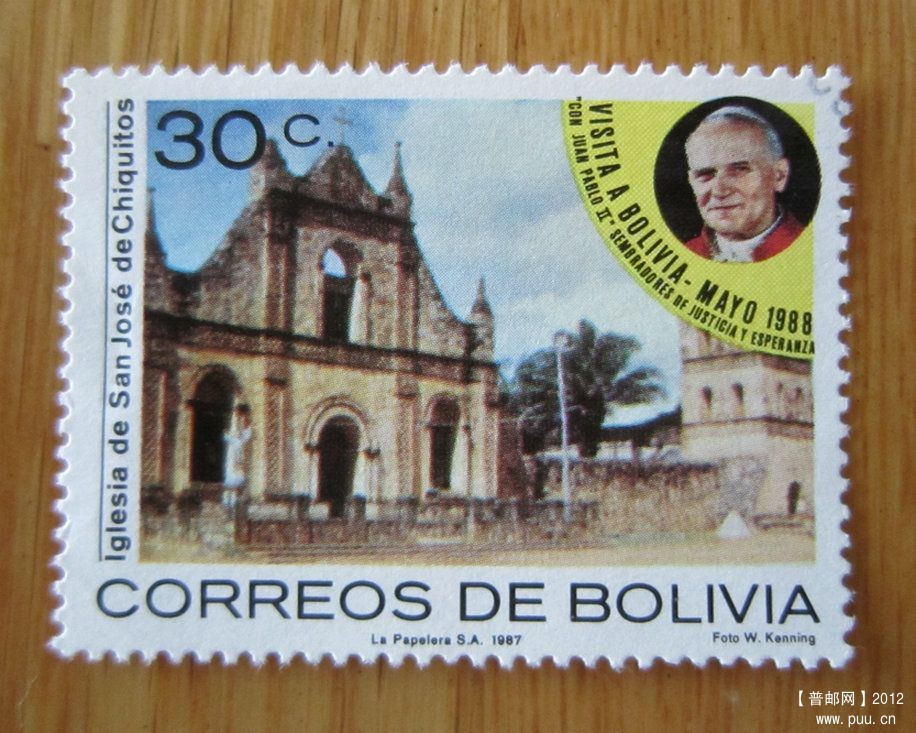 30 C.
Iglesia de San José de Chiquitos
VISITA A BOLIVIA - MAYO 1988
"CON JUAN PABLO II" SEMBRADORES DE JUSTICIA Y ESPERANZA
CORREOS DE BOLIVIA
La Papelera S.A. 1987
Foto W. Kenning
【普邮网】2012
www.puu.cn